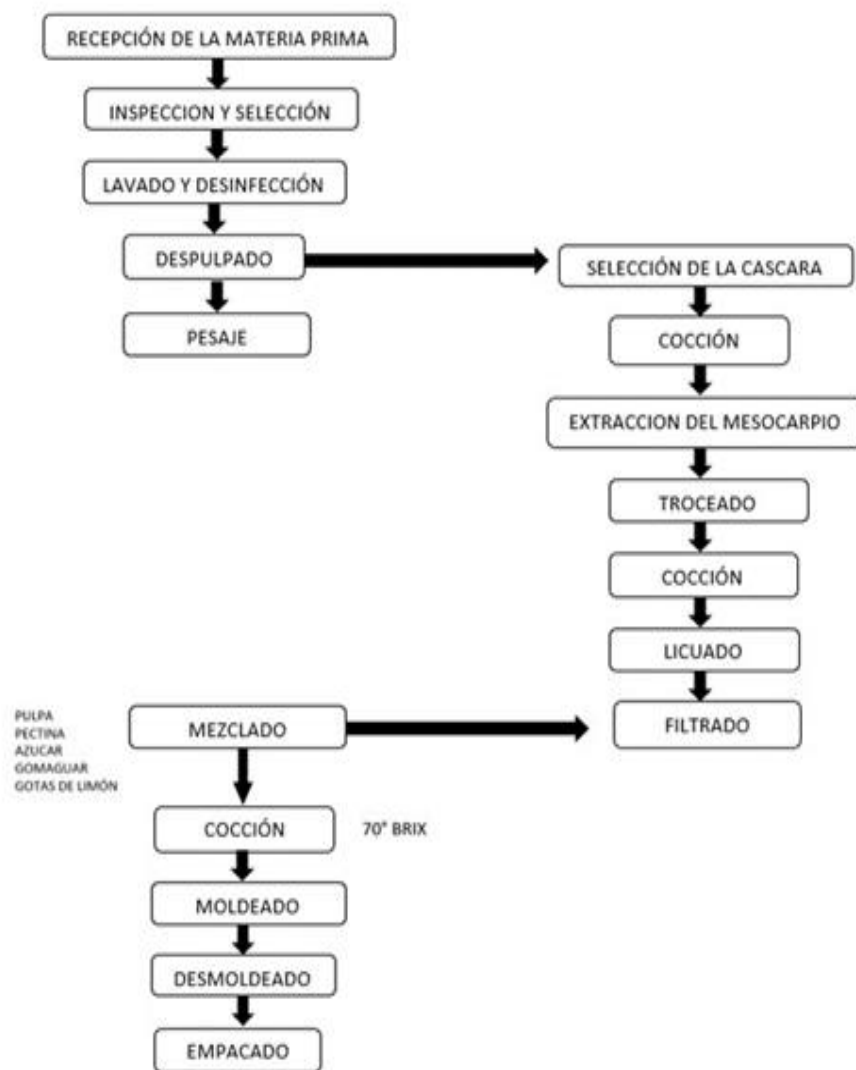 RECEPCIÓN DE LA MATERIA PRIMA
INSPECCION Y SELECCIÓN
LAVADO Y DESINFECCIÓN
DESPULPADO
PESAJE
SELECCIÓN DE LA CASCARA
COCCIÓN
EXTRACCION DEL MESOCARPIO
TROCEADO
COCCIÓN
LICUADO
FILTRADO
PULPA
PECTINA
AZUCAR
GOMAGUAR
GOTAS DE LIMÓN
MEZCLADO
COCCIÓN
70° BRIX
MOLDEADO
DESMOLDEADO
EMPACADO